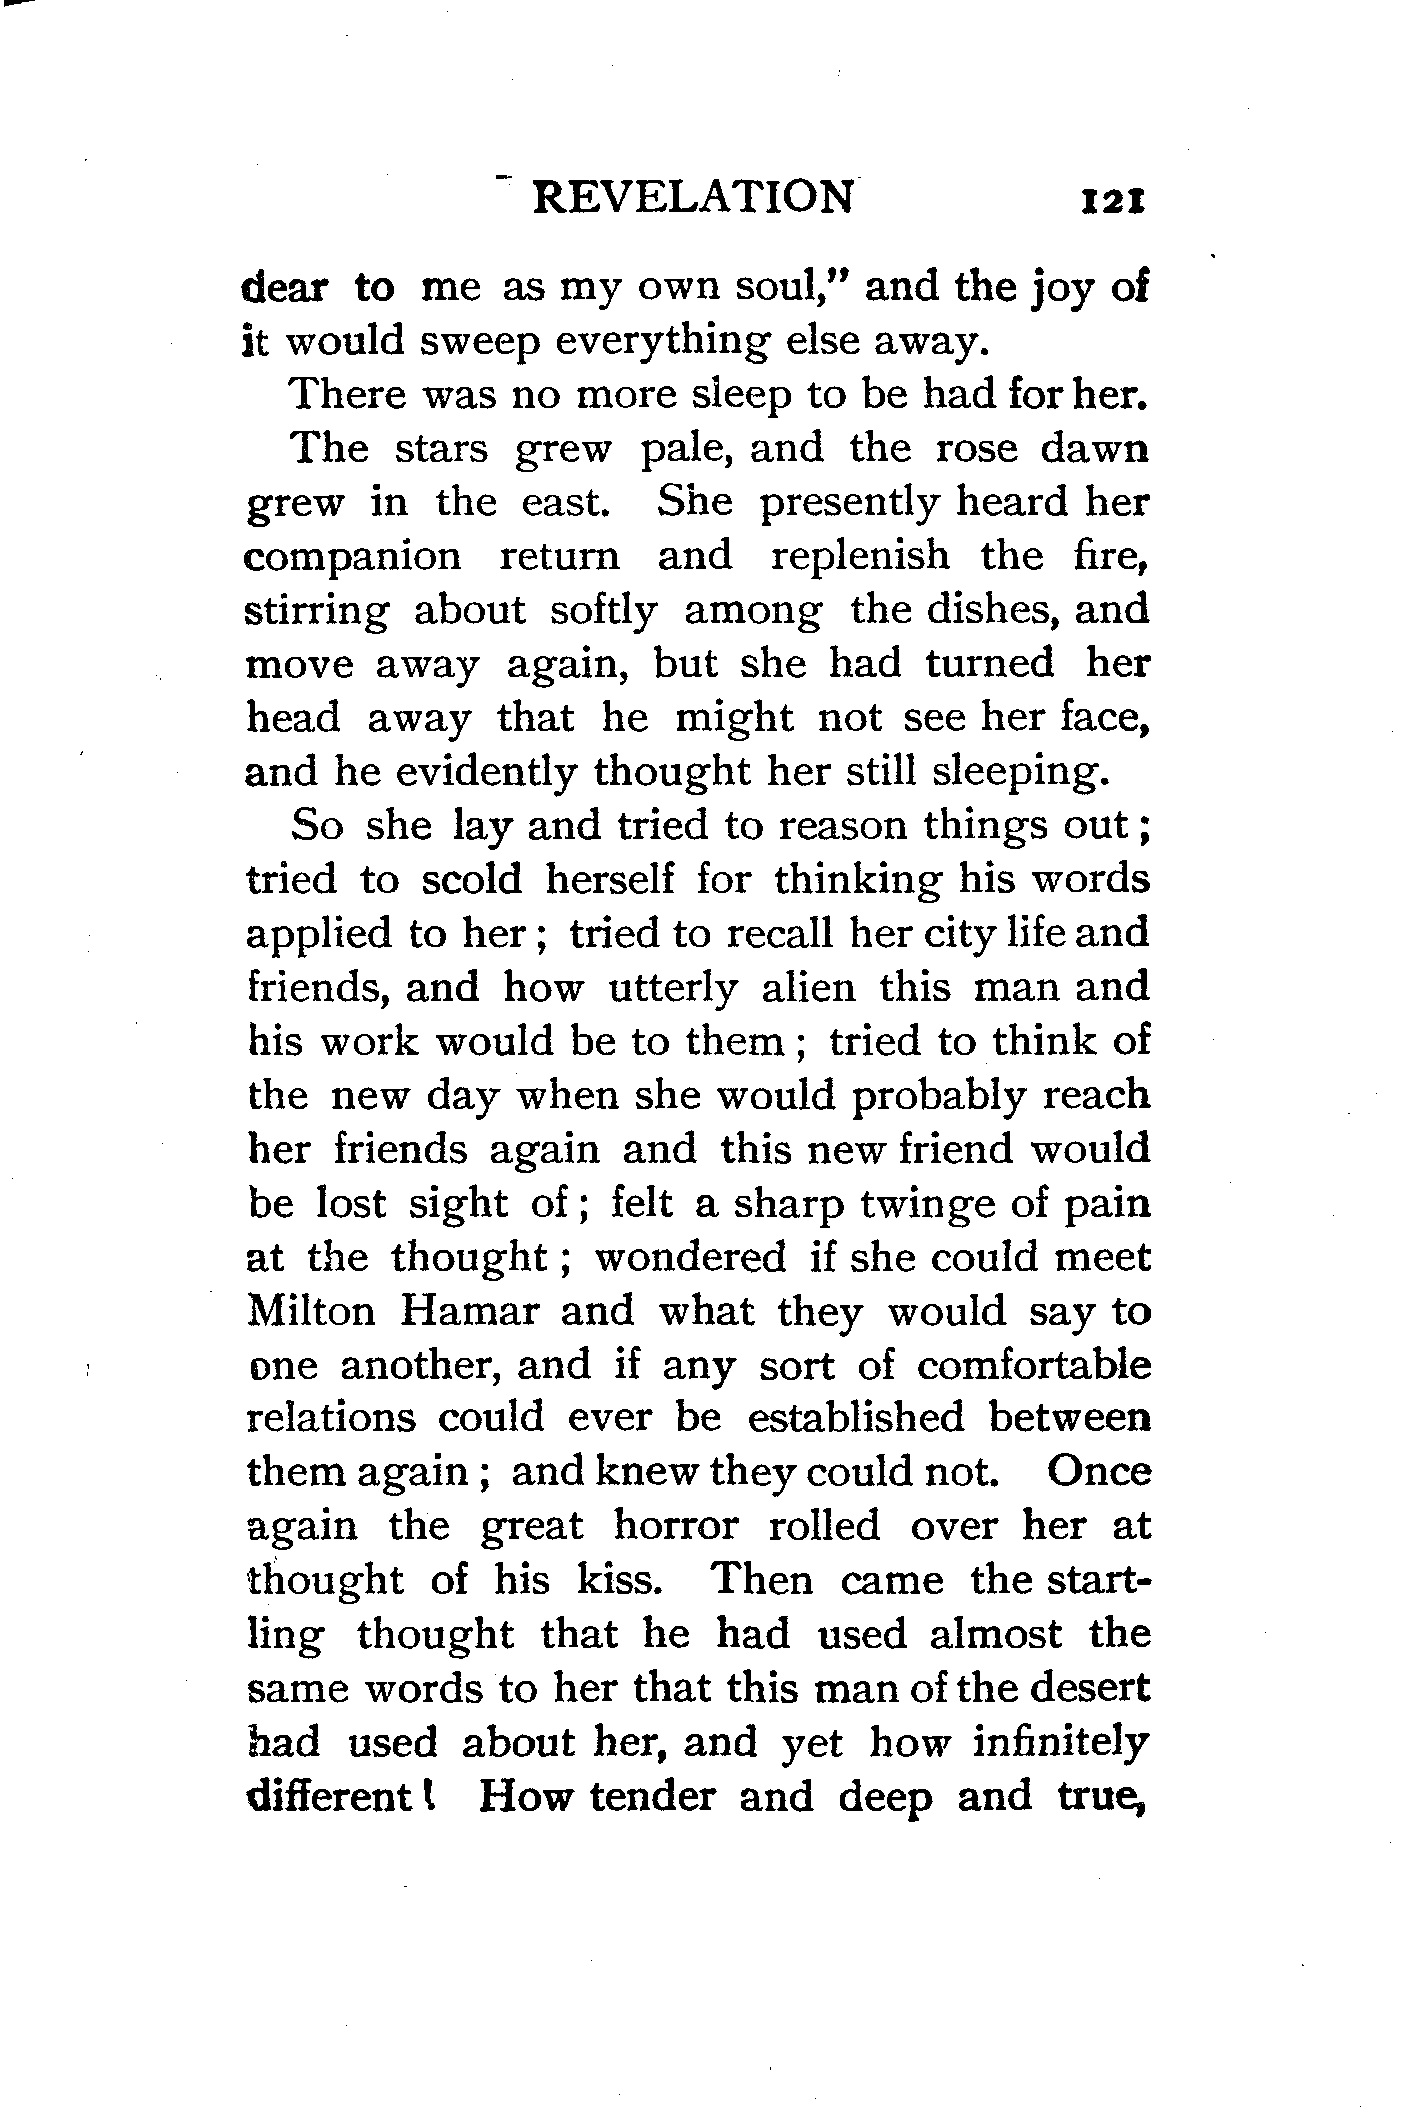 REVELATION 121
dear to me as my own soul,” and the joy of
it would sweep everything else away.
There was no more sleep to be had for her.
The stars grew pale, and the rose dawn
grew in the east. She presently heard her
companion return and replenish the fire,
stirring about softly among the dishes, and
move away again, but she had turned her
head away that he might not see her face,
and he evidently thought her still sleeping.
So she lay and tried to reason things out ;
tried to scold herself for thinking his words
applied to her ; tried to recall her city life and
friends, and how utterly alien this man and
his work would be to them ; tried to think of
the new day when she would probably reach
her friends again and this new friend would
be lost sight of ; felt a sharp twinge of pain
at the thought ; wondered if she could meet
Milton Hamar and what they would say to
one another, and if any sort of comfortable
relations could ever be established between
them again ; and knew they could not. Once
again the great horror rolled over her at
thought of his kiss. Then came the start-
ling thought that he had used almost the
same words to her that this man of the desert
had used about her, and yet how infinitely
different ! How tender and deep and true,